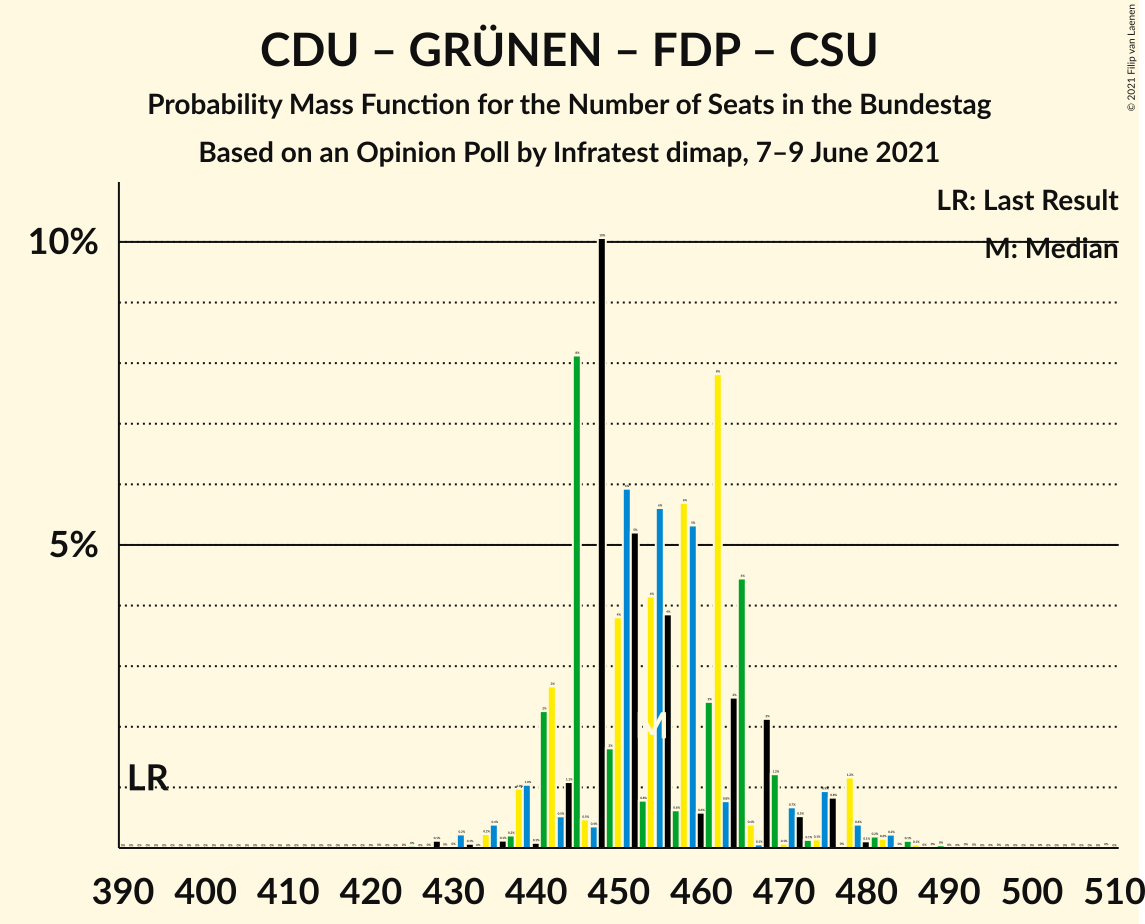 CDU – GRÜNEN – FDP – CSU
Probability Mass Function for the Number of Seats in the Bundestag
Based on an Opinion Poll by Infratest dimap, 7–9 June 2021
© 2021 Filip van Laenen
LR: Last Result
M: Median
10%
5%
LR
M
390 400 410 420 430 440 450 460 470 480 490 500 510